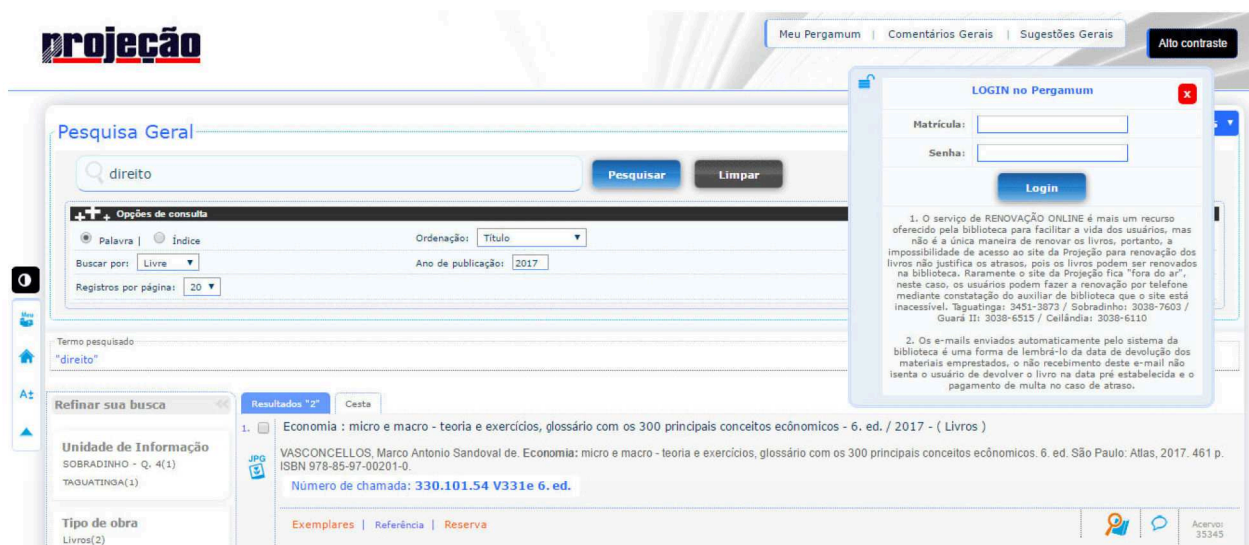 projeção
Meu Pergamum | Comentários Gerais | Sugestões Gerais
Alto contraste
LOGIN no Pergamum
x
Matrícula:
Senha:
Login
1. O serviço de RENOVAÇÃO ONLINE é mais um recurso
oferecido pela biblioteca para facilitar a vida dos usuários, mas
não é a única maneira de renovar os livros, portanto, a
impossibilidade de acesso ao site da Projeção para renovação dos
livros não justifica os atrasos, pois os livros podem ser renovados
na biblioteca. Raramente o site da Projeção fica "fora do ar",
neste caso, os usuários podem fazer a renovação por telefone
mediante constatação do auxiliar de biblioteca que o site está
inacessível. Taguatinga: 3451-3873 / Sobradinho: 3038-7603 /
Guará II: 3038-6515 / Ceilândia: 3038-6110
2. Os e-mails enviados automaticamente pelo sistema da
biblioteca é uma forma de lembrá-lo da data de devolução dos
materiais emprestados, o não recebimento deste e-mail não
isenta o usuário de devolver o livro na data pré estabelecida e o
pagamento de multa no caso de atraso.
Pesquisa Geral
direito
Pesquisar
Limpar
Opções de consulta
Palavra | Índice
Ordenação: Título
Buscar por: Livre
Ano de publicação: 2017
Registros por página: 20
Meu
A±
Termo pesquisado
"direito"
Refinar sua busca
Unidade de Informação
SOBRADINHO - Q. 4(1)
TAGUATINGA(1)
Tipo de obra
Livros(2)
Resultados "2"
Cesta
1. Economia : micro e macro - teoria e exercícios, glossário com os 300 principais conceitos ecônomicos - 6. ed. / 2017 - ( Livros )
JPG
VASCONCELLOS, Marco Antonio Sandoval de. Economia: micro e macro - teoria e exercícios, glossário com os 300 principais conceitos ecônomicos. 6. ed. São Paulo: Atlas, 2017. 461 p.
ISBN 978-85-97-00201-0.
Número de chamada: 330.101.54 V331e 6. ed.
Exemplares | Referência | Reserva
Acervo:
35345